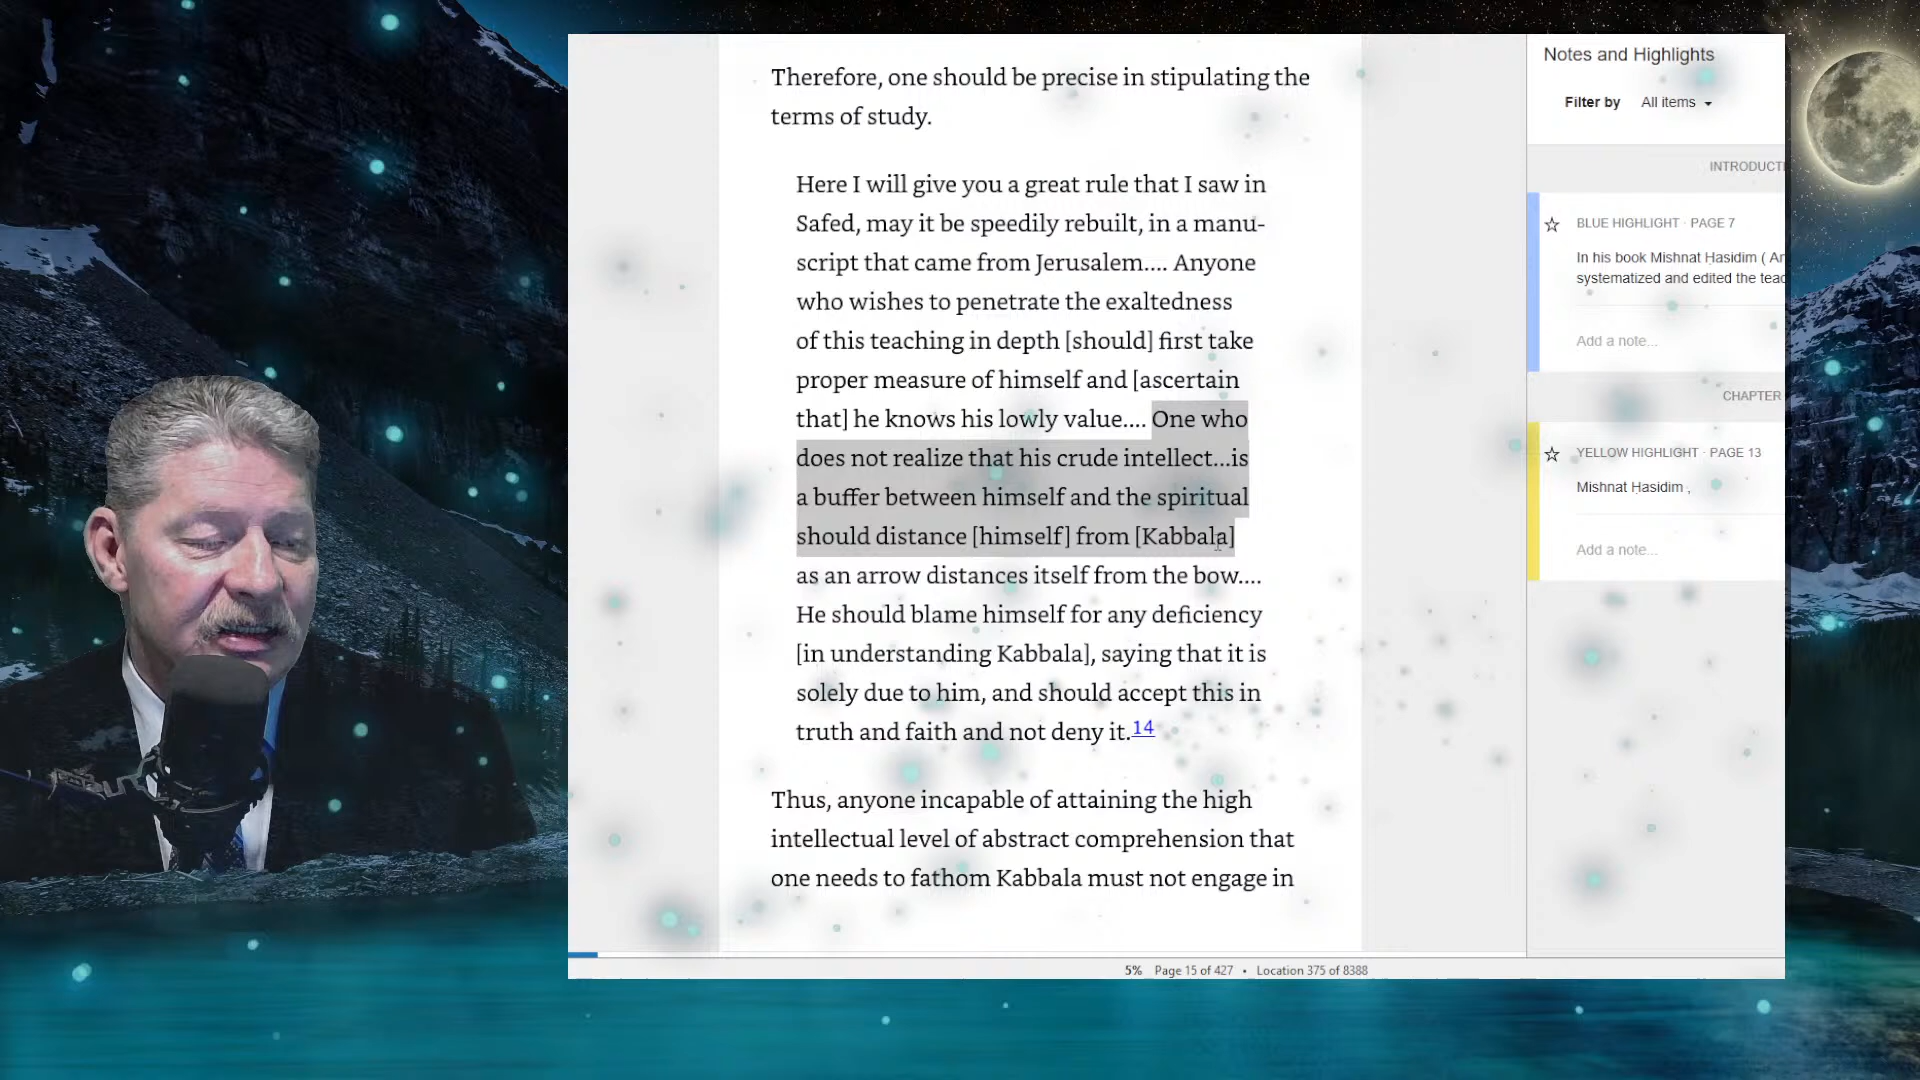 Therefore, one should be precise in stipulating the
terms of study.
Here I will give you a great rule that I saw in
Safed, may it be speedily rebuilt, in a manu-
script that came from Jerusalem.... Anyone
who wishes to penetrate the exaltedness
of this teaching in depth [should] first take
proper measure of himself and [ascertain
that] he knows his lowly value.... One who
does not realize that his crude intellect...is
a buffer between himself and the spiritual
should distance [himself] from [Kabbala]
as an arrow distances itself from the bow....
He should blame himself for any deficiency
[in understanding Kabbala], saying that it is
solely due to him, and should accept this in
truth and faith and not deny it.14
Thus, anyone incapable of attaining the high
intellectual level of abstract comprehension that
one needs to fathom Kabbala must not engage in
5% Page 15 of 427 • Location 375 of 8388
Notes and Highlights
Filter by All items
INTRODUCTI
BLUE HIGHLIGHT · PAGE 7
In his book Mishnat Ḥasidim ( Ar
systematized and edited the teac
Add a note...
CHAPTER
YELLOW HIGHLIGHT · PAGE 13
Mishnat Ḥasidim ,
Add a note...